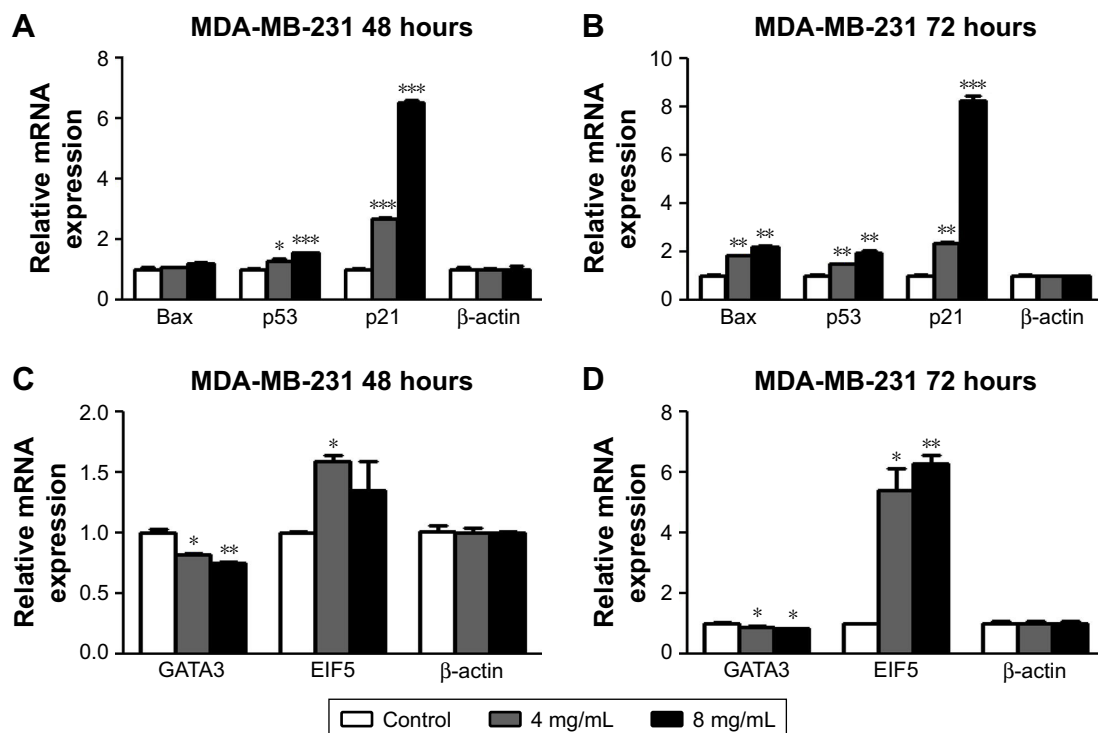 A
MDA-MB-231 48 hours
Relative mRNA
expression
8
6
4
2
0
* *** *** ***
Bax p53 p21 β-actin
B
MDA-MB-231 72 hours
Relative mRNA
expression
10
8
6
4
2
0
** ** ** ** ** ***
Bax p53 p21 β-actin
C
MDA-MB-231 48 hours
Relative mRNA
expression
2.0
1.5
1.0
0.5
0.0
* ** *
GATA3 EIF5 β-actin
D
MDA-MB-231 72 hours
Relative mRNA
expression
8
6
4
2
0
* * * **
GATA3 EIF5 β-actin
Control 4 mg/mL 8 mg/mL